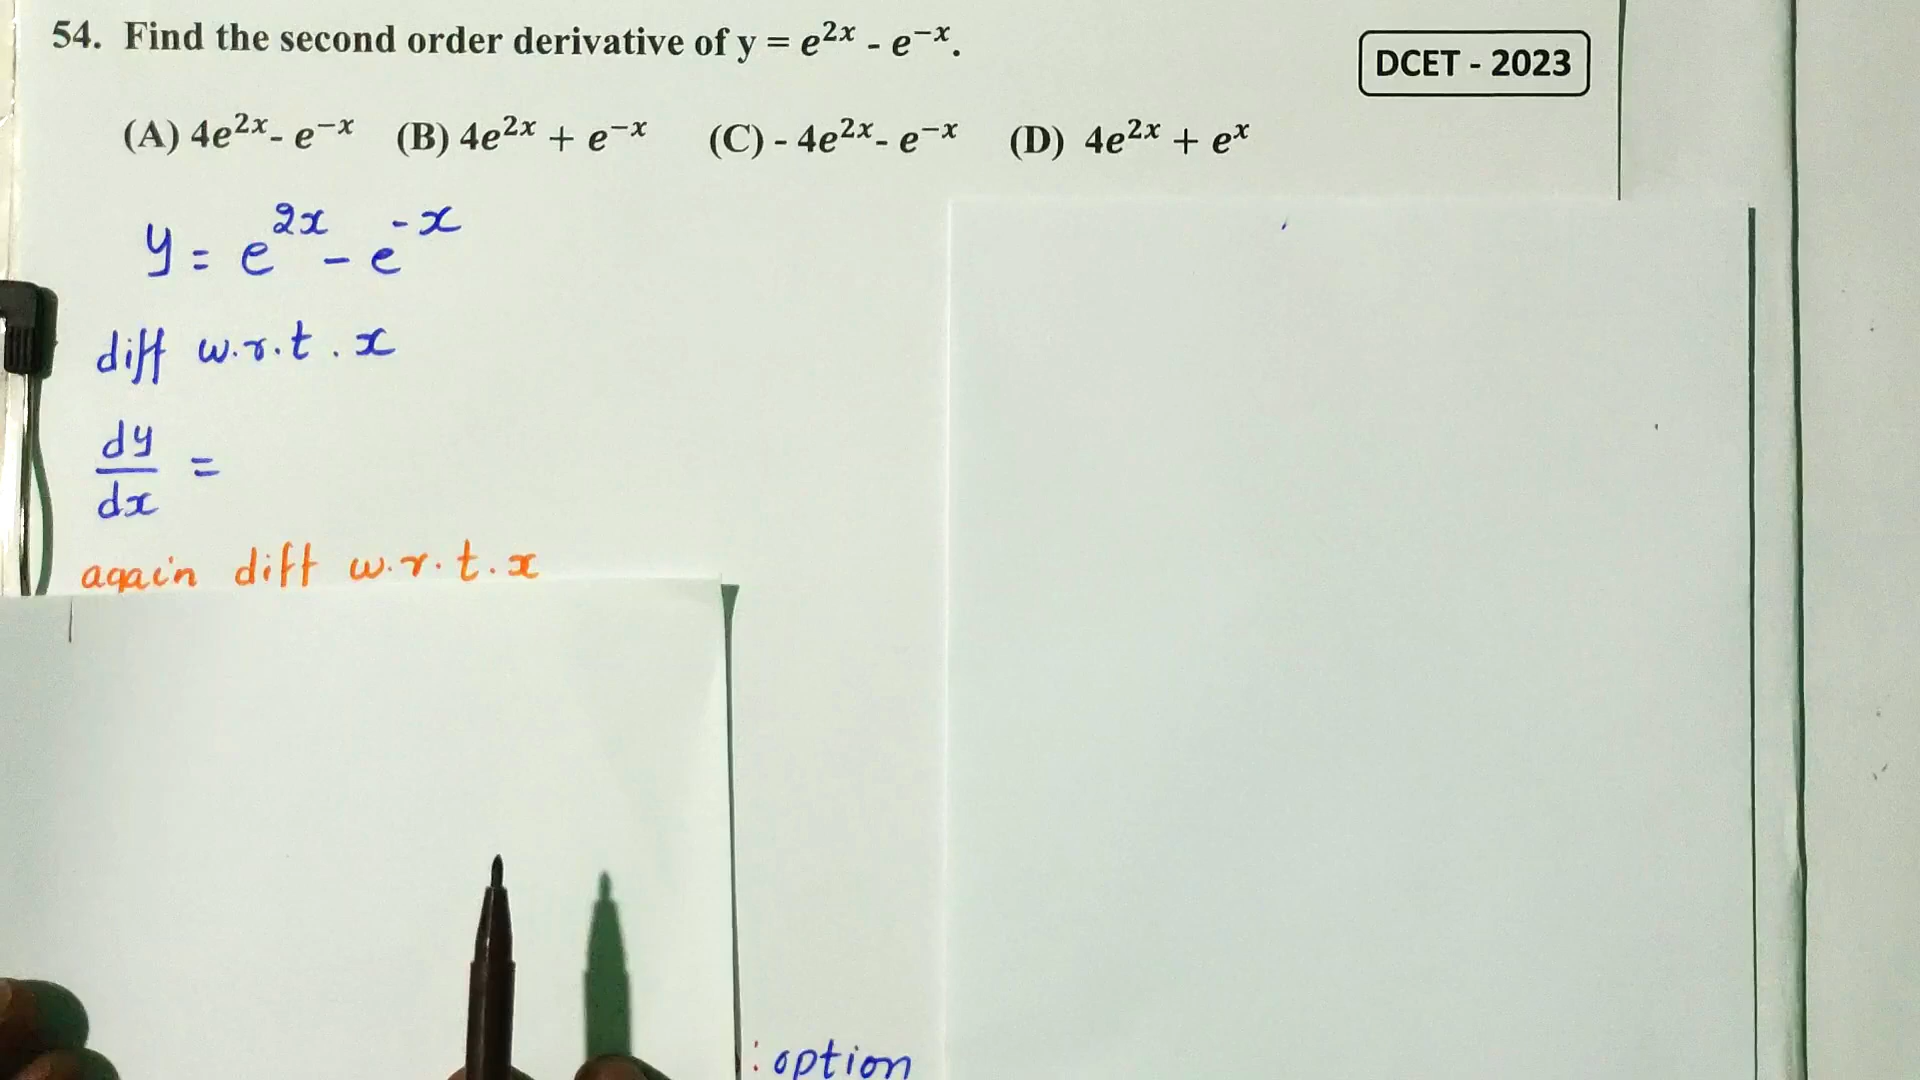 54. Find the second order derivative of y = e^{2x} - e^{-x}.
DCET - 2023
(A) 4e^{2x}- e^{-x} (B) 4e^{2x} + e^{-x} (C) - 4e^{2x}- e^{-x} (D) 4e^{2x} + e^{x}
y = e^{2x} - e^{-x}
diff w.r.t. x
dy/dx =
again diff w.r.t.x
: option